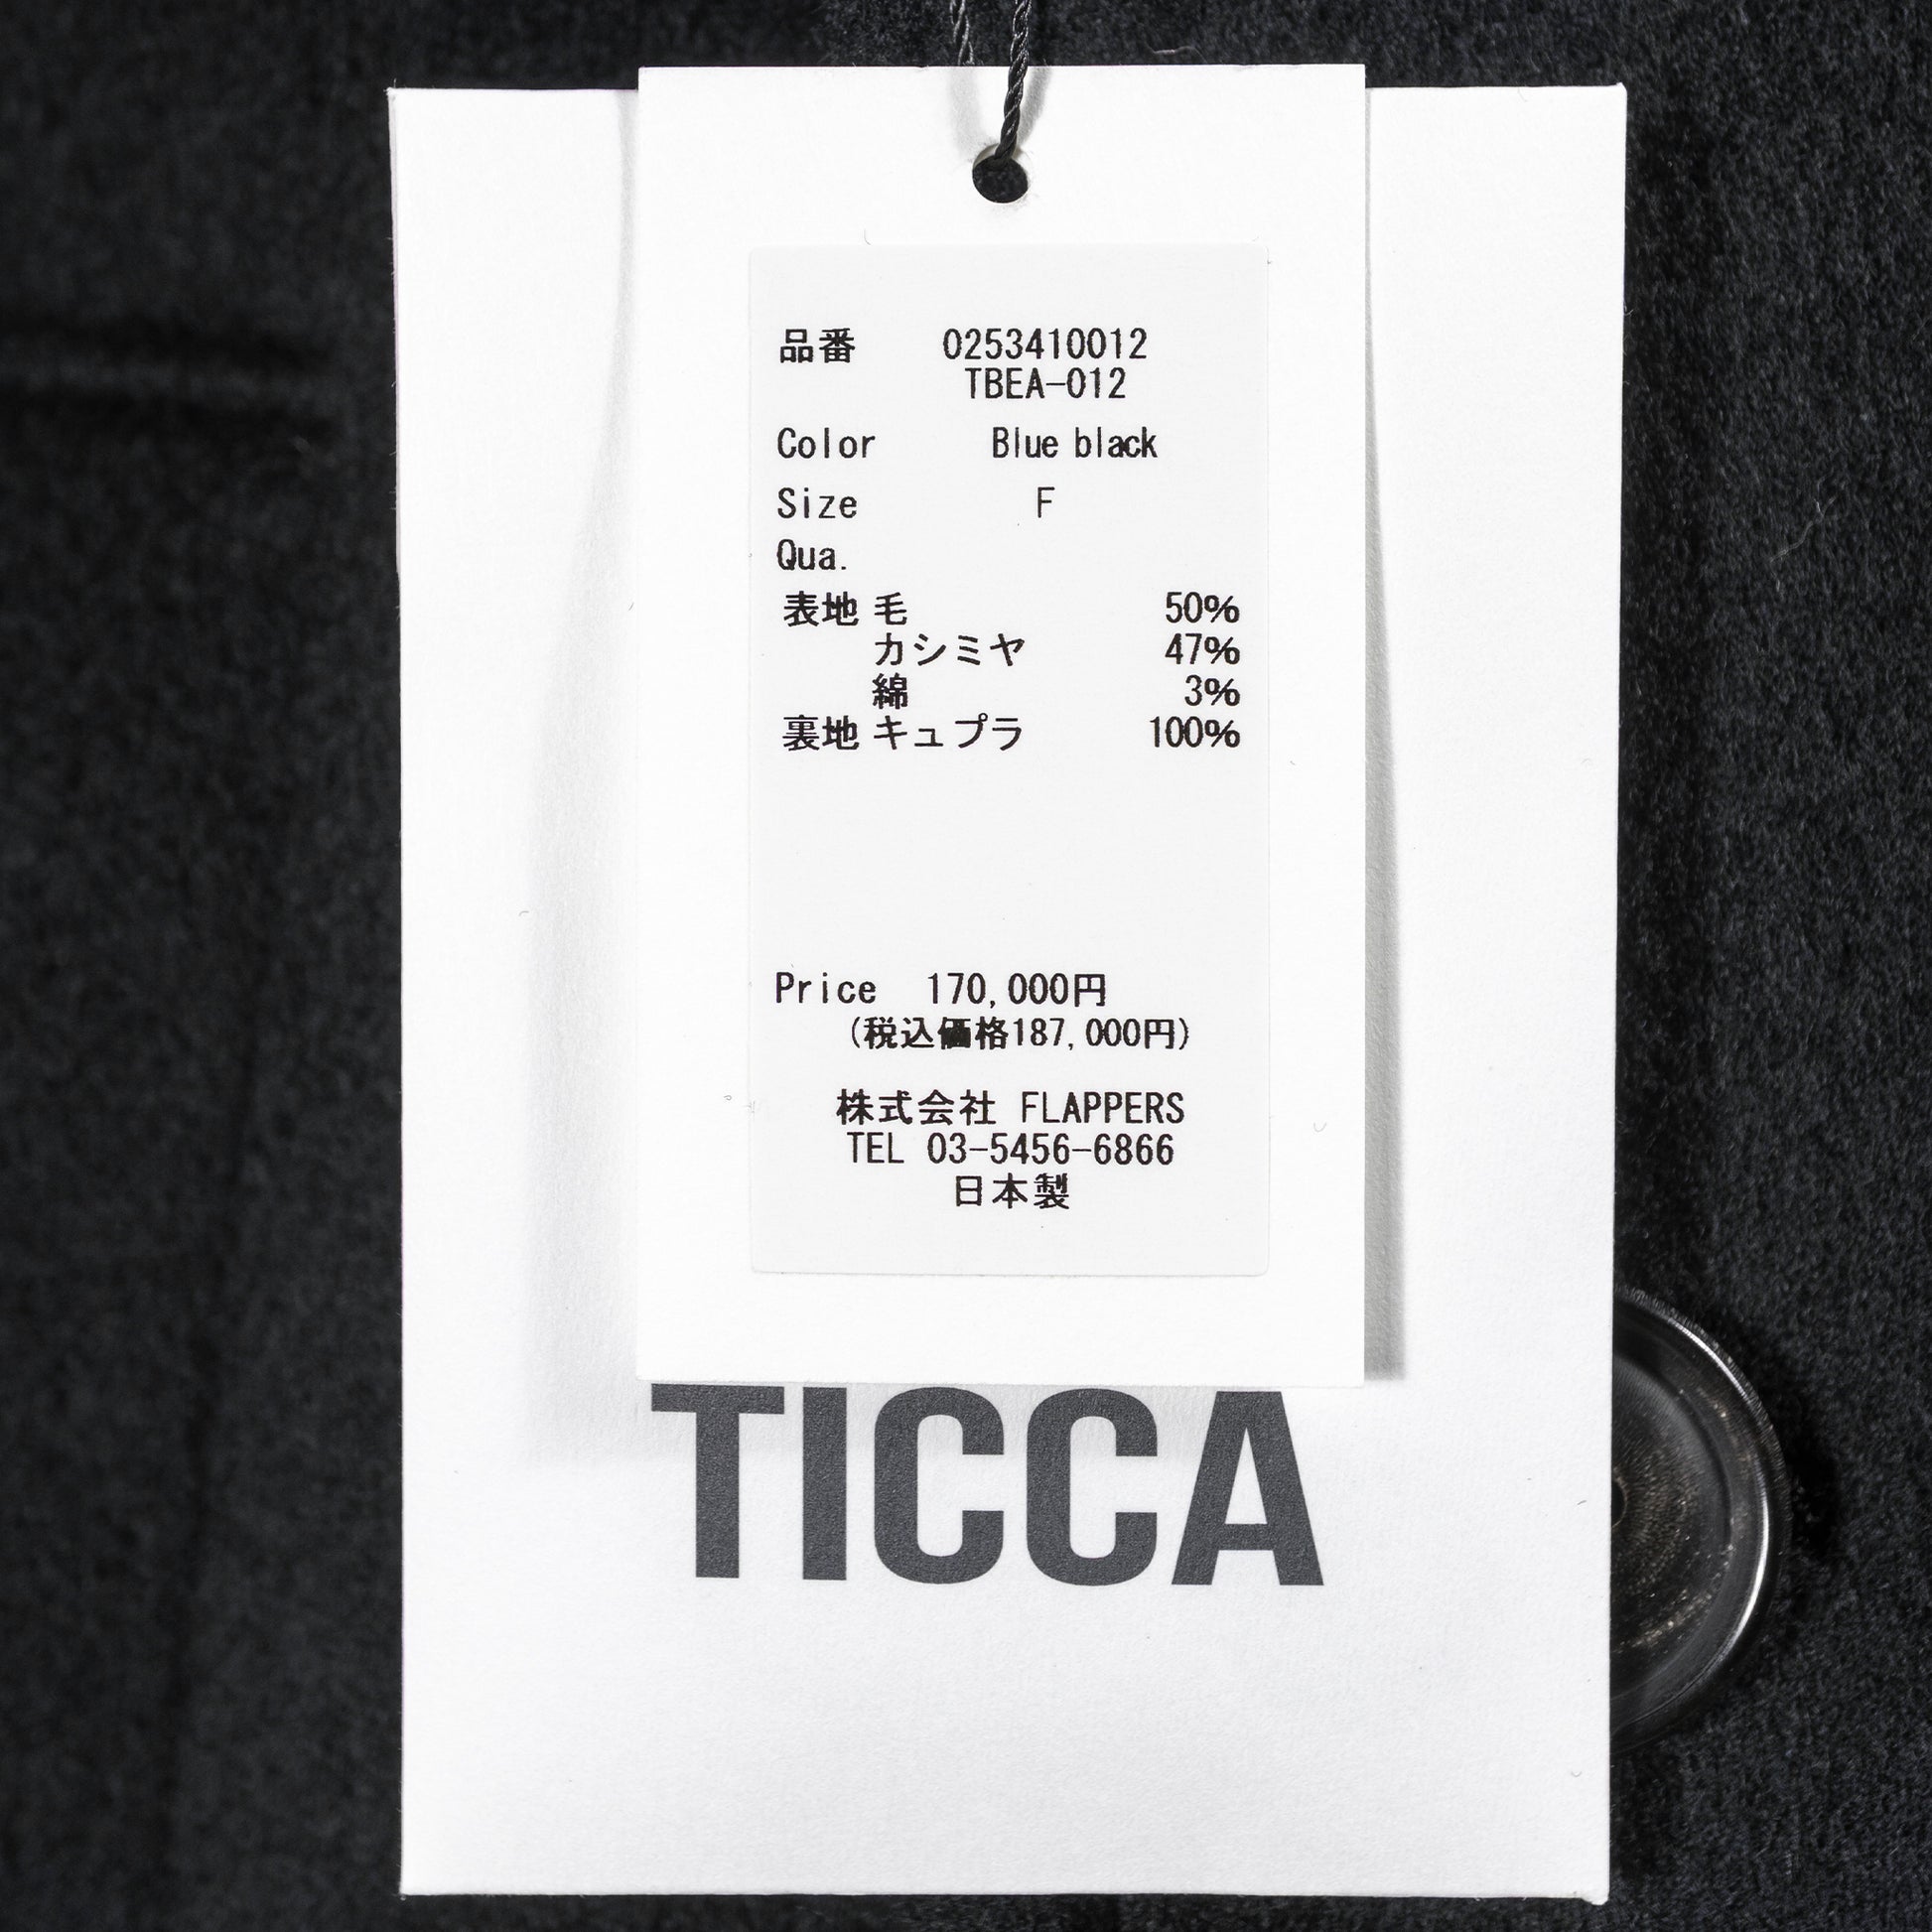 品番 0253410012
TBEA-012
Color Blue black
Size F
Qua.
表地 毛 50%
カシミヤ 47%
綿 3%
裏地 キュプラ 100%
Price 170,000円
(税込価格187,000円)
株式会社 FLAPPERS
TEL 03-5456-6866
日本製
TICCA